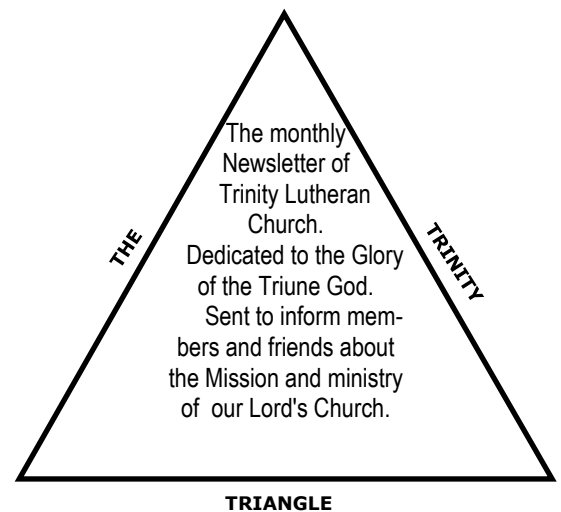 The monthly
Newsletter of
Trinity Lutheran
Church.
Dedicated to the Glory
of the Triune God.
Sent to inform mem-
bers and friends about
the Mission and ministry
of our Lord's Church.
THE
TRINITY
TRIANGLE